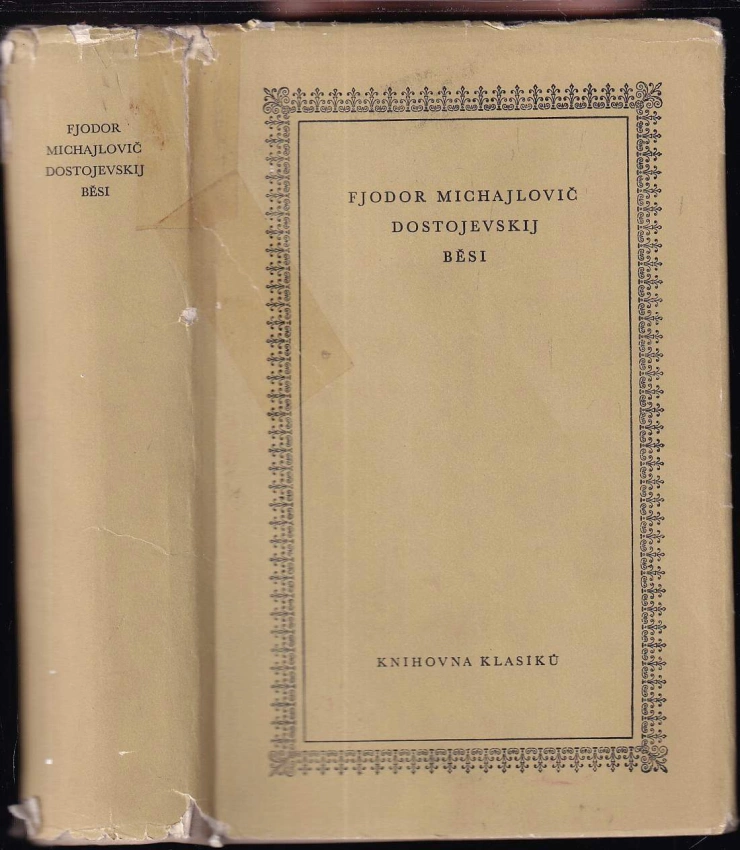 FJODOR
MICHAJLOVIČ
DOSTOJEVSKIJ
BĚSI
FJODOR MICHAJLOVIČ
DOSTOJEVSKIJ
BĚSI
KNIHOVNA KLASIKŮ